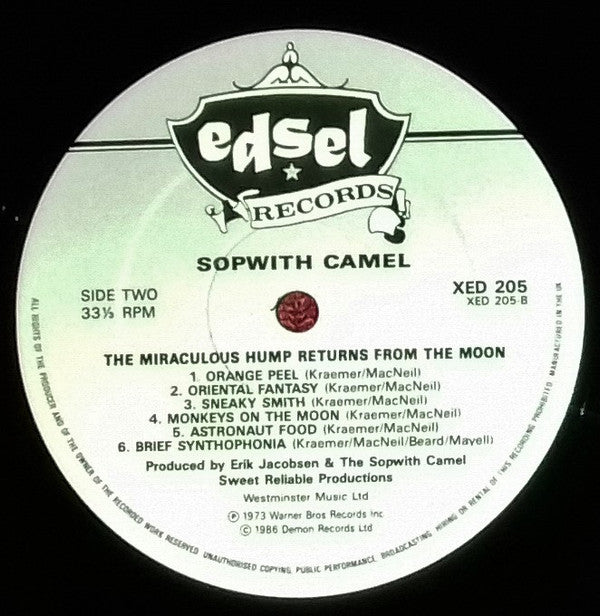 edsel
RECORDS
SOPWITH CAMEL
SIDE TWO
33⅓ RPM
XED 205
XED 205·B
THE MIRACULOUS HUMP RETURNS FROM THE MOON
1. ORANGE PEEL (Kraemer/MacNeil)
2. ORIENTAL FANTASY (Kraemer/MacNeil)
3. SNEAKY SMITH (Kraemer/MacNeil)
4. MONKEYS ON THE MOON (Kraemer/MacNeil)
5. ASTRONAUT FOOD (Kraemer/MacNeil)
6. BRIEF SYNTHOPHONIA (Kraemer/MacNeil/Beard/Mayell)
Produced by Erik Jacobsen & The Sopwith Camel
Sweet Reliable Productions
Westminster Music Ltd
Ⓟ 1973 Warner Bros Records Inc
© 1986 Demon Records Ltd
ALL RIGHTS OF THE PRODUCER AND OF THE OWNER OF THE RECORDED WORK RESERVED. UNAUTHORISED COPYING, PUBLIC PERFORMANCE, BROADCASTING, HIRING OR RENTAL OF THIS RECORDING PROHIBITED. MANUFACTURED IN THE UK